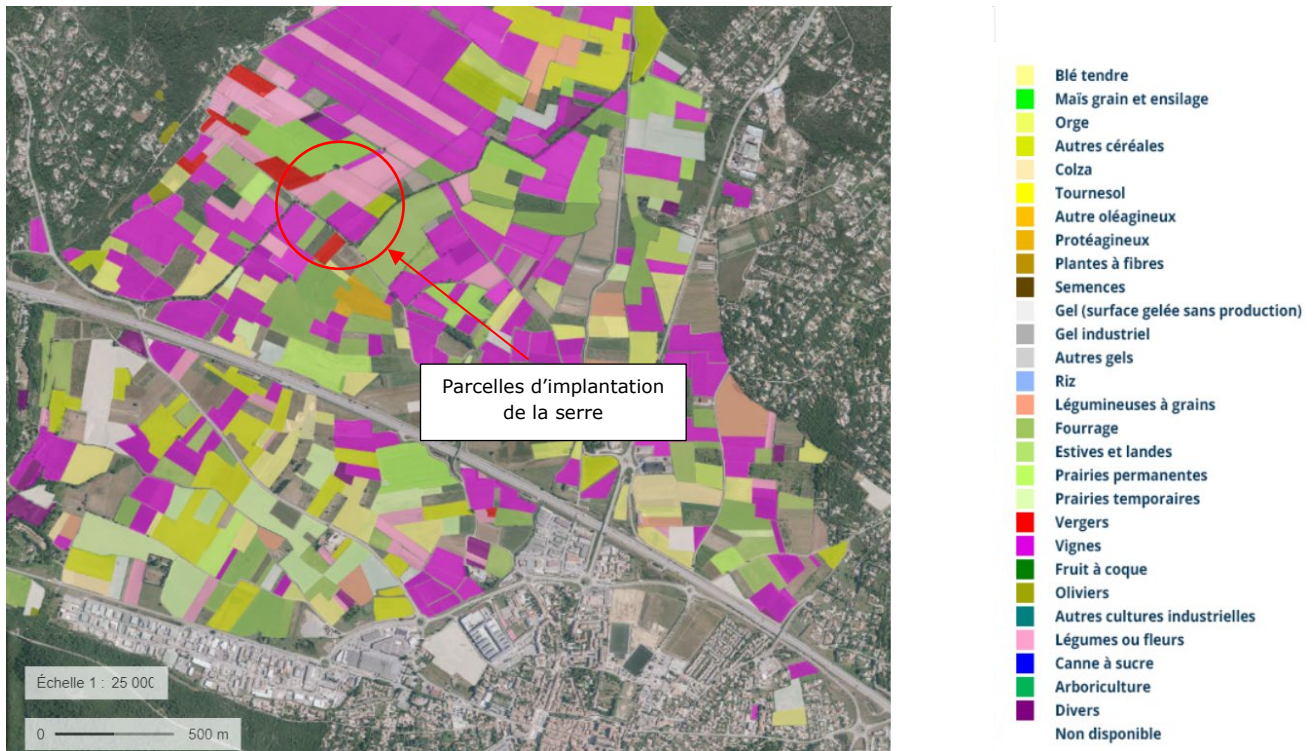 Parcelles d’implantation
de la serre
Échelle 1 : 25 000
0 500 m
Blé tendre
Maïs grain et ensilage
Orge
Autres céréales
Colza
Tournesol
Autre oléagineux
Protéagineux
Plantes à fibres
Semences
Gel (surface gelée sans production)
Gel industriel
Autres gels
Riz
Légumineuses à grains
Fourrage
Estives et landes
Prairies permanentes
Prairies temporaires
Vergers
Vignes
Fruit à coque
Oliviers
Autres cultures industrielles
Légumes ou fleurs
Canne à sucre
Arboriculture
Divers
Non disponible